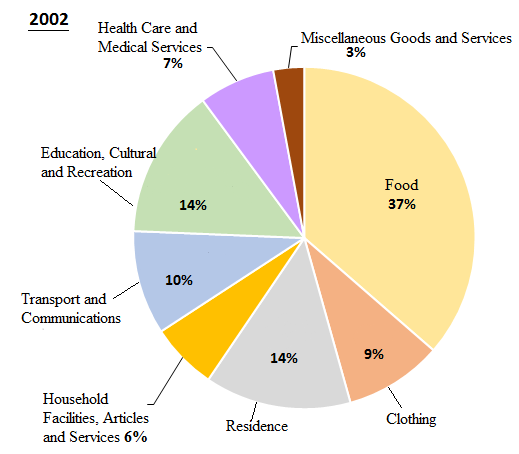 2002
Health Care and
Medical Services
7%
Miscellaneous Goods and Services
3%
Education, Cultural
and Recreation
14%
Food
37%
10%
Transport and
Communications
14%
9%
Household
Facilities, Articles
and Services 6%
Residence
Clothing